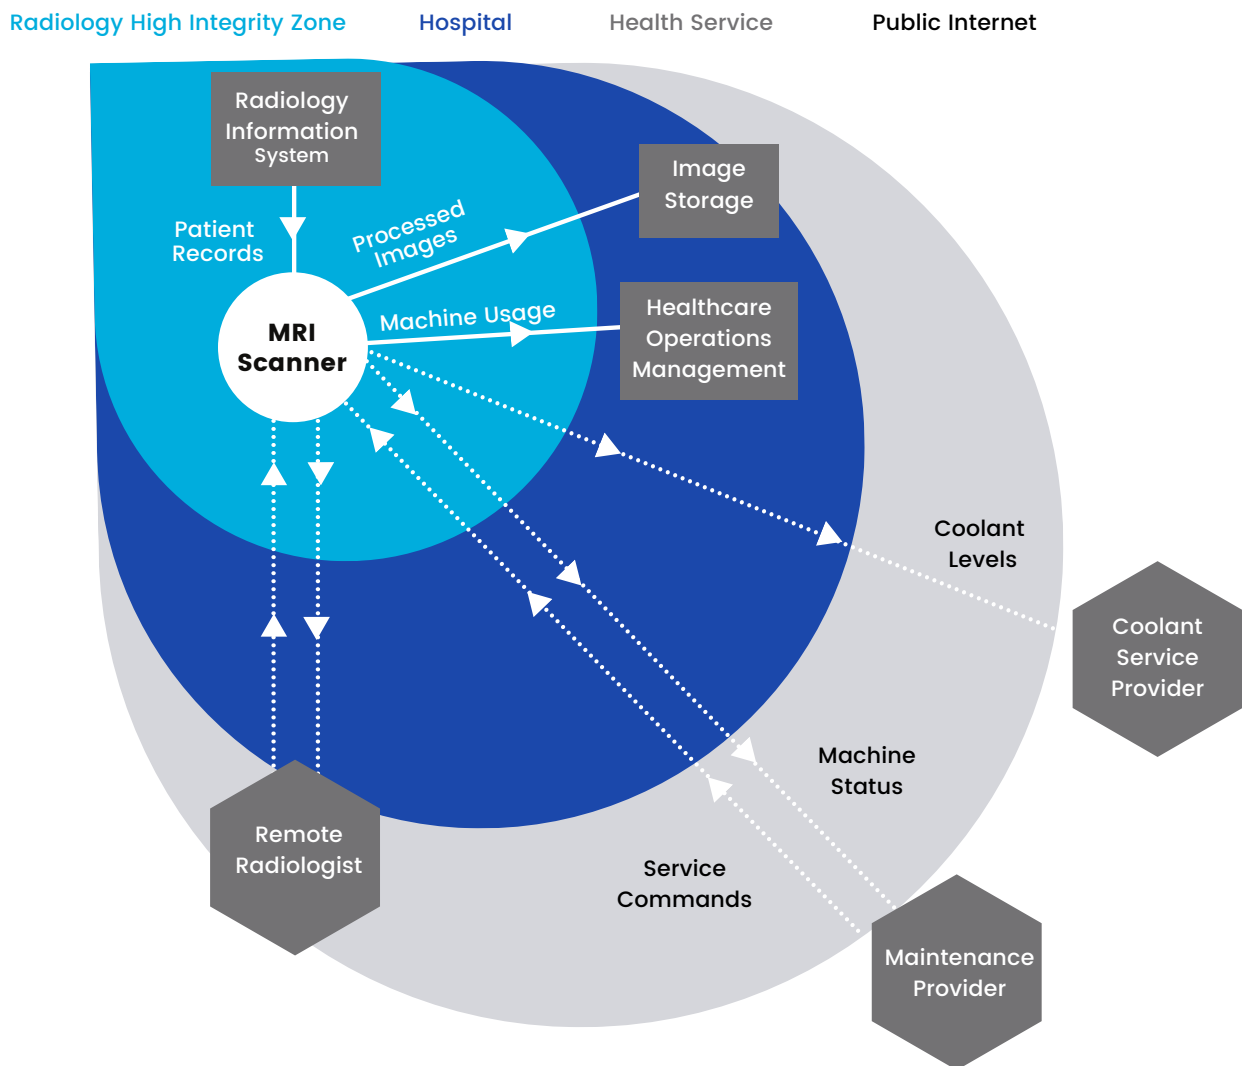 Radiology High Integrity Zone
Hospital
Health Service
Public Internet
Radiology
Information
System
Image
Storage
Patient
Records
Processed
Images
Machine Usage
Healthcare
Operations
Management
MRI
Scanner
Coolant
Levels
Coolant
Service
Provider
Machine
Status
Remote
Radiologist
Service
Commands
Maintenance
Provider